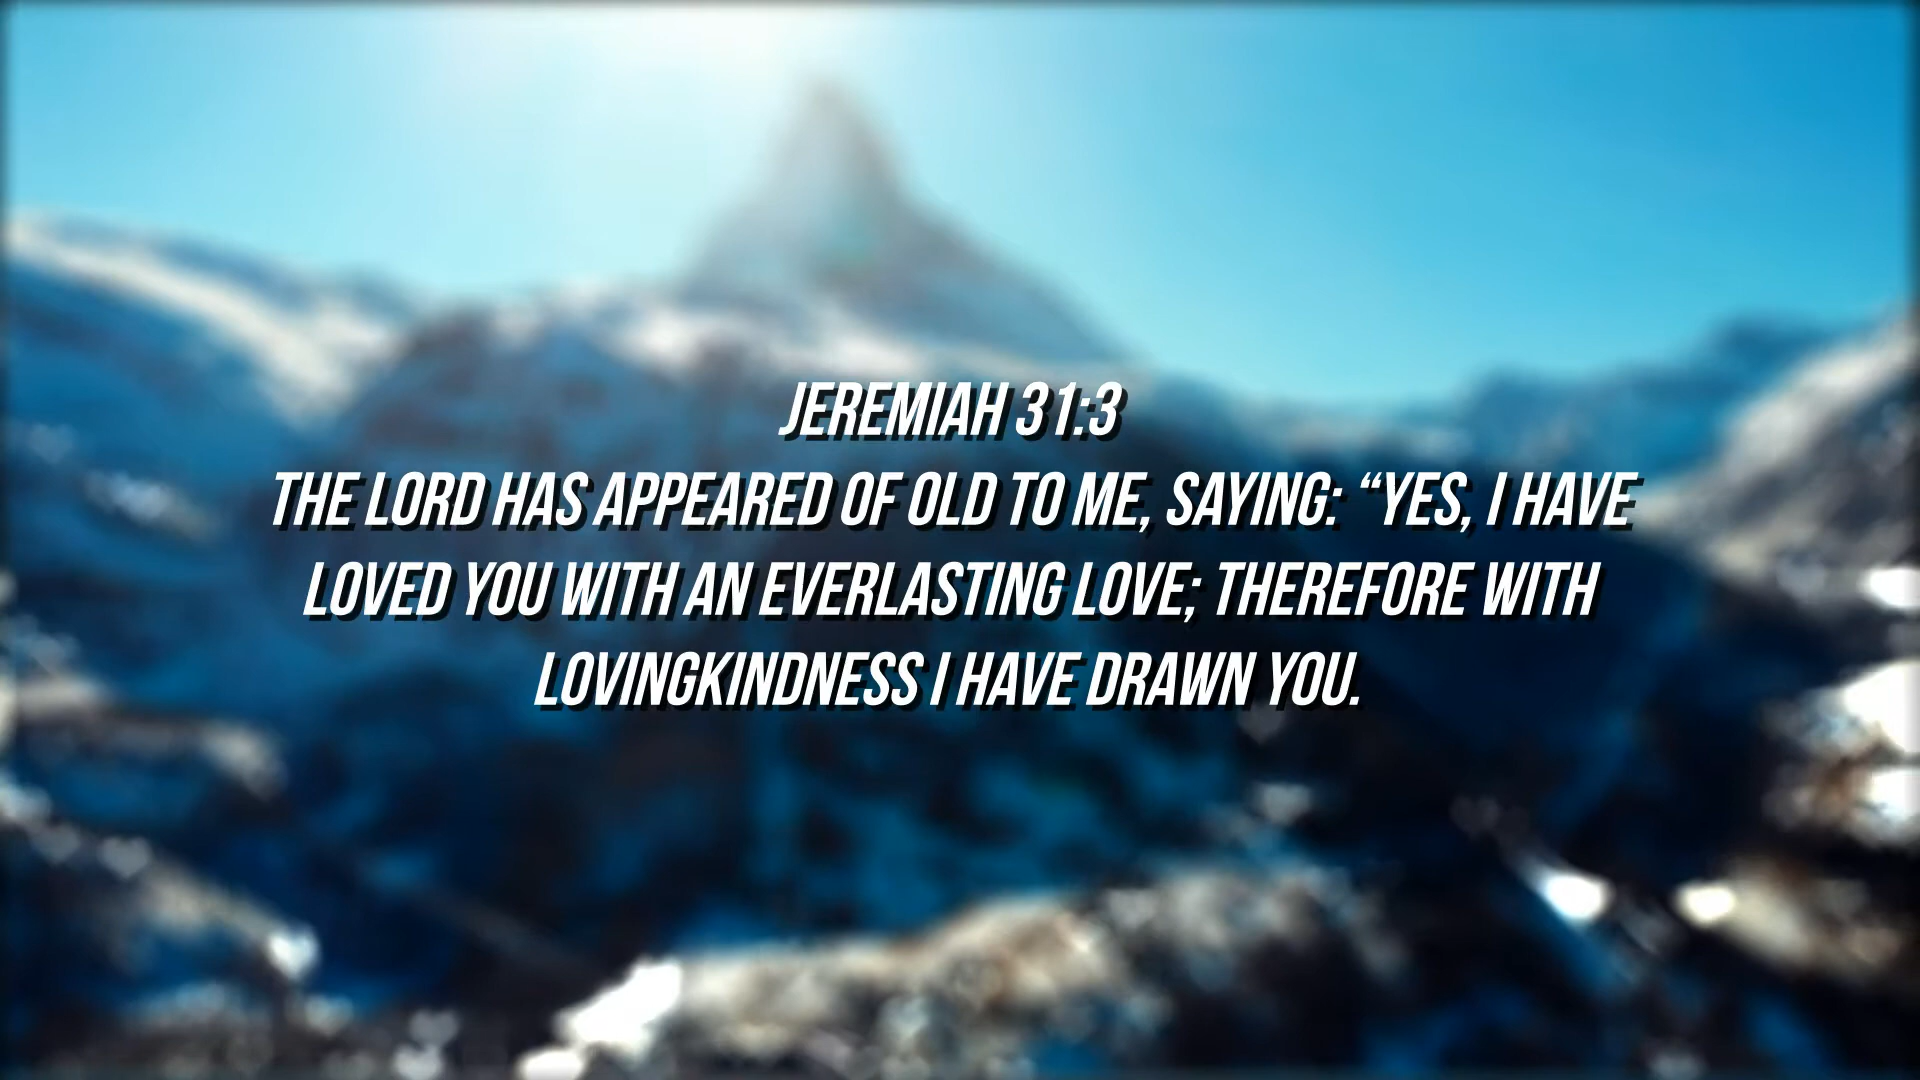 JEREMIAH 31:3
THE LORD HAS APPEARED OF OLD TO ME, SAYING: “YES, I HAVE
LOVED YOU WITH AN EVERLASTING LOVE; THEREFORE WITH
LOVINGKINDNESS I HAVE DRAWN YOU.